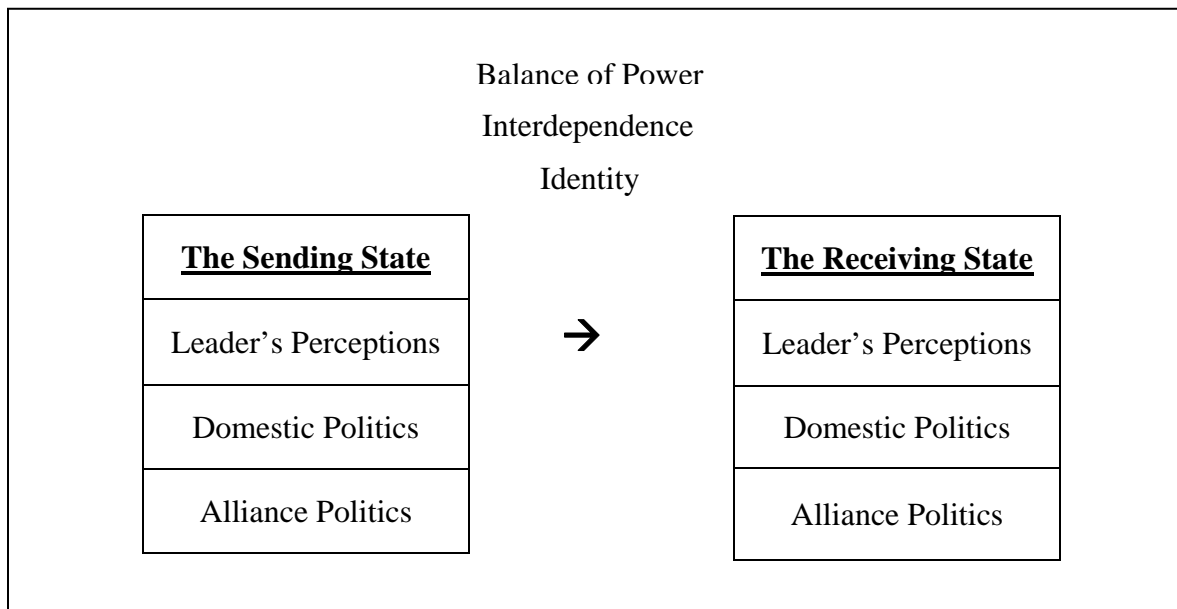 Balance of Power
Interdependence
Identity
The Sending State
Leader’s Perceptions
Domestic Politics
Alliance Politics
→
The Receiving State
Leader’s Perceptions
Domestic Politics
Alliance Politics